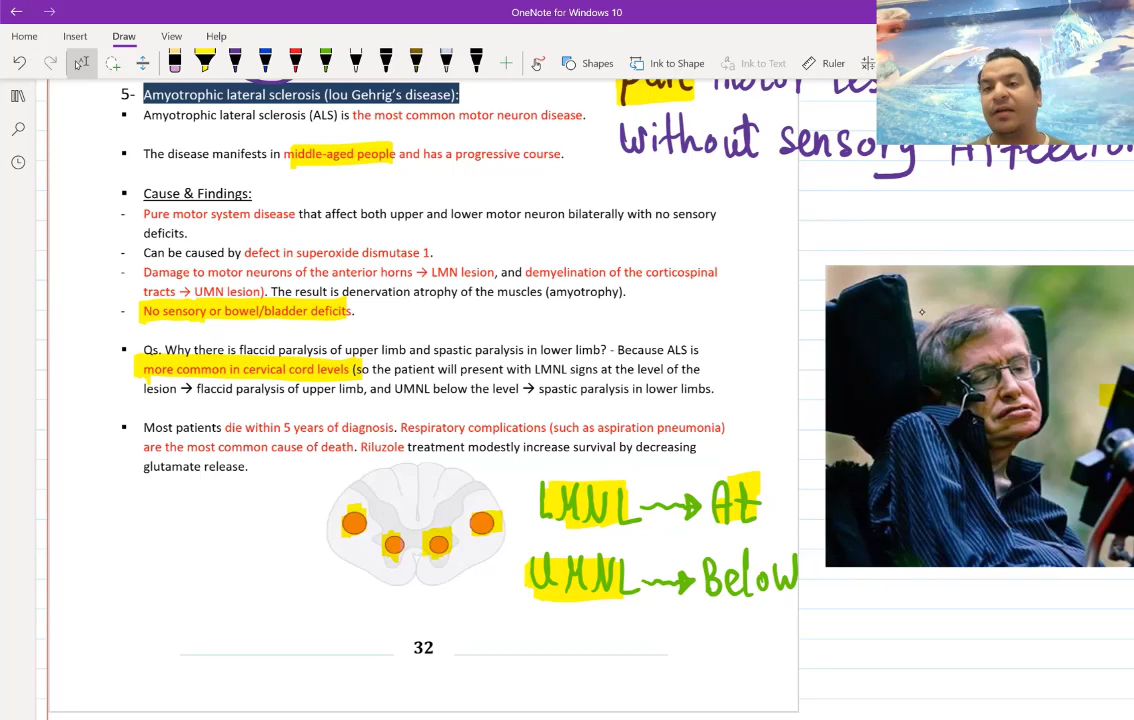 OneNote for Windows 10
Home
Insert
Draw
View
Help
Shapes
Ink to Shape
Ink to Text
Ruler
5- Amyotrophic lateral sclerosis (lou Gehrig's disease):
pure motor
without sensory Affection
▪ Amyotrophic lateral sclerosis (ALS) is the most common motor neuron disease.
▪ The disease manifests in middle-aged people and has a progressive course.
▪ Cause & Findings:
- Pure motor system disease that affect both upper and lower motor neuron bilaterally with no sensory
deficits.
- Can be caused by defect in superoxide dismutase 1.
- Damage to motor neurons of the anterior horns → LMN lesion, and demyelination of the corticospinal
tracts → UMN lesion). The result is denervation atrophy of the muscles (amyotrophy).
- No sensory or bowel/bladder deficits.
▪ Qs. Why there is flaccid paralysis of upper limb and spastic paralysis in lower limb? - Because ALS is
more common in cervical cord levels (so the patient will present with LMNL signs at the level of the
lesion → flaccid paralysis of upper limb, and UMNL below the level → spastic paralysis in lower limbs.
▪ Most patients die within 5 years of diagnosis. Respiratory complications (such as aspiration pneumonia)
are the most common cause of death. Riluzole treatment modestly increase survival by decreasing
glutamate release.
LMNL → At
UMNL → Below
32